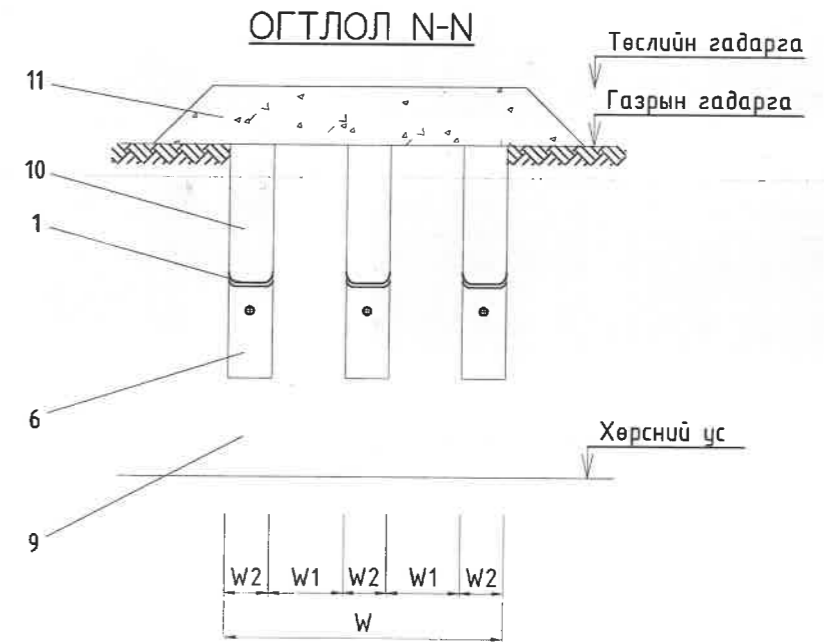 ОГТЛОЛ N-N
Төслийн гадарга
11
Газрын гадарга
10
1
6
Хөрсний ус
9
W2 W1 W2 W1 W2
W